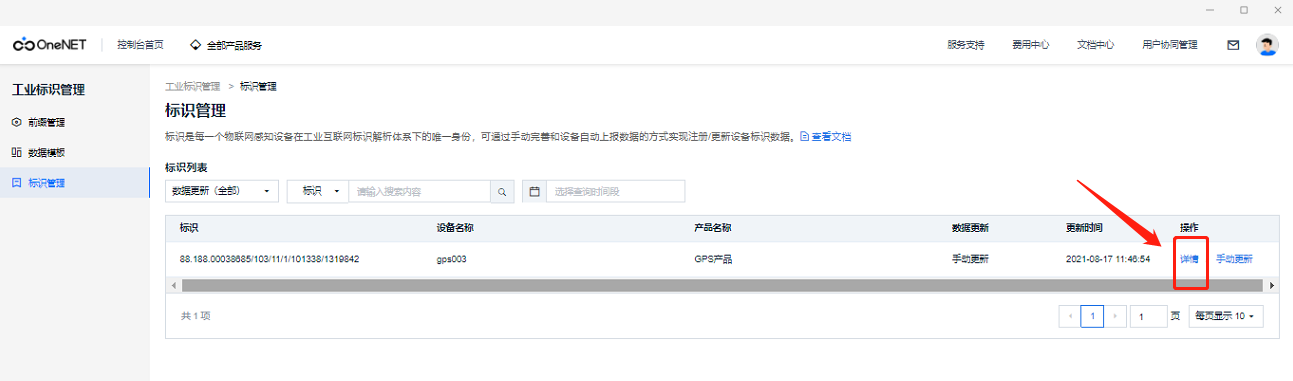 OneNET 控制台首页 全部产品服务 服务支持 费用中心 文档中心 用户协同管理
工业标识管理
前缀管理
数据模板
标识管理
工业标识管理 > 标识管理
标识管理
标识是每一个物联网感知设备在工业互联网标识解析体系下的唯一身份，可通过手动完善和设备自动上报数据的方式实现注册/更新设备标识数据。 查看文档
标识列表
数据更新（全部） 标识 请输入搜索内容 选择查询时间段
标识 设备名称 产品名称 数据更新 更新时间 操作
88.188.00038685/103/11/1/101338/1319842 gps003 GPS产品 手动更新 2021-08-17 11:46:54 详情 手动更新
共 1 项 1 1 页 每页显示 10